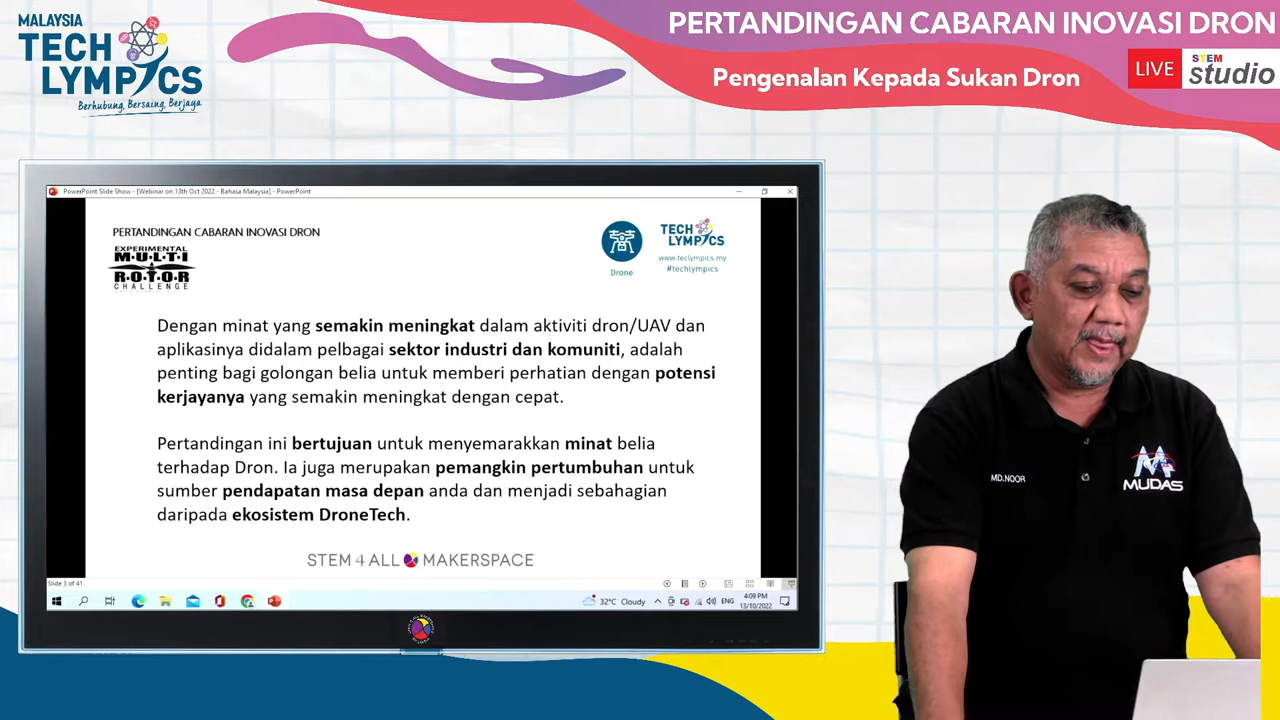 MALAYSIA
TECH
LYMPICS
Berhubung, Bersaing, Berjaya
PERTANDINGAN CABARAN INOVASI DRON
Pengenalan Kepada Sukan Dron
LIVE
STEM
studio
PowerPoint Slide Show - [Webinar on 13th Oct 2022 - Bahasa Malaysia] - PowerPoint
PERTANDINGAN CABARAN INOVASI DRON
EXPERIMENTAL
M·U·L·T·I
R·O·T·O·R
CHALLENGE
Drone
TECH
LYMPICS
www.teclympics.my
#techlympics
Dengan minat yang semakin meningkat dalam aktiviti dron/UAV dan
aplikasinya didalam pelbagai sektor industri dan komuniti, adalah
penting bagi golongan belia untuk memberi perhatian dengan potensi
kerjayanya yang semakin meningkat dengan cepat.
Pertandingan ini bertujuan untuk menyemarakkan minat belia
terhadap Dron. Ia juga merupakan pemangkin pertumbuhan untuk
sumber pendapatan masa depan anda dan menjadi sebahagian
daripada ekosistem DroneTech.
STEM 4 ALL MAKERSPACE
Slide 3 of 41
32°C Cloudy
ENG
4:09 PM
13/10/2022
MD.NOOR
MUDAS